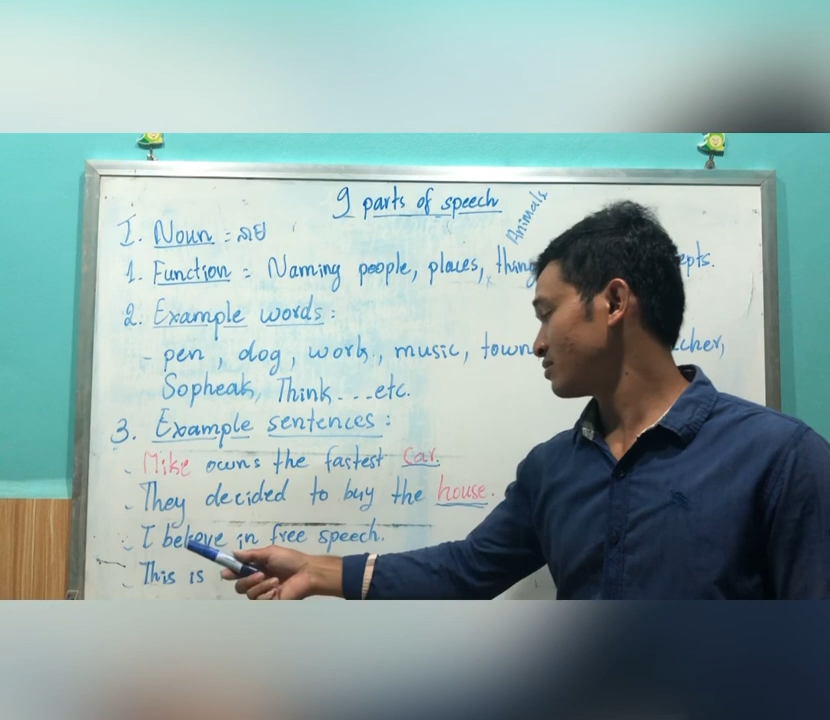 9 parts of speech
I. Noun = នាម
1. Function = Naming people, places, thing Animals epts.
2. Example words:
- pen, dog, work, music, town cher,
Sopheak, Think...etc.
3. Example sentences:
- Mike owns the fastest car.
- They decided to buy the house.
- I believe in free speech.
- This is